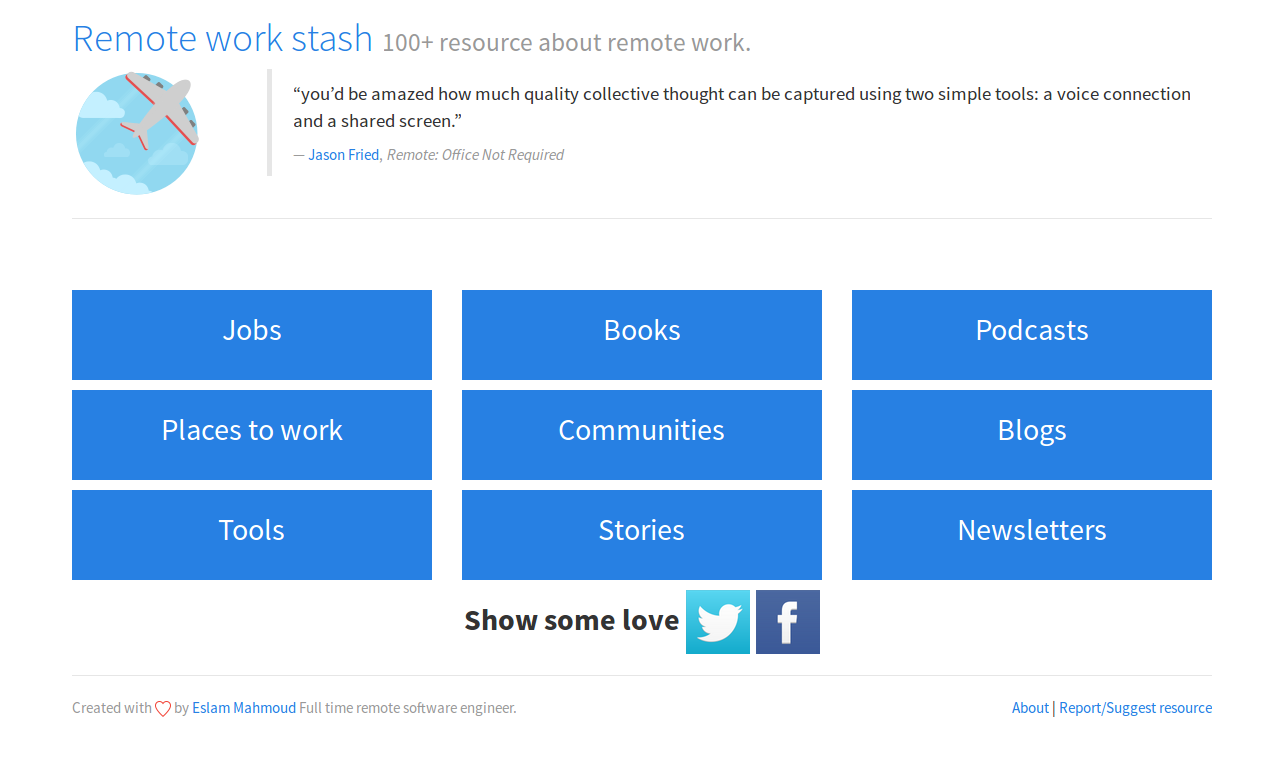 Remote work stash 100+ resource about remote work.
“you’d be amazed how much quality collective thought can be captured using two simple tools: a voice connection
and a shared screen.”
— Jason Fried, Remote: Office Not Required
Jobs
Books
Podcasts
Places to work
Communities
Blogs
Tools
Stories
Newsletters
Show some love
Created with by Eslam Mahmoud Full time remote software engineer.
About | Report/Suggest resource